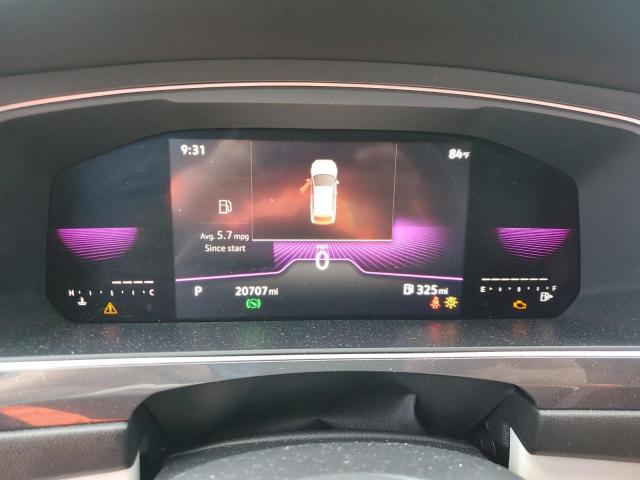 9:31
84°F
Avg. 5.7 mpg
Since start
MPH
0
P
20707 mi
325 mi
H C
E F
(S)